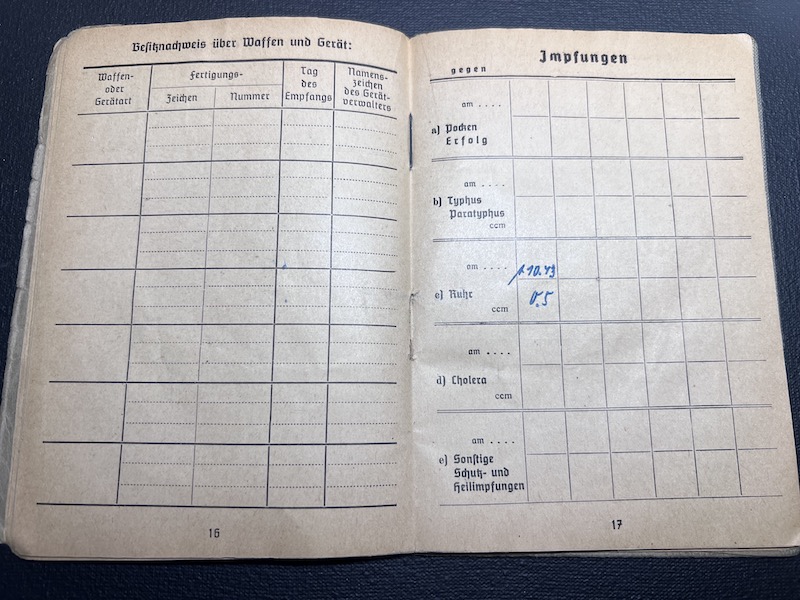 Besitznachweis über Waffen und Gerät:
Waffen- oder Gerätart
Fertigungs-
Zeichen
Nummer
Tag des Empfangs
Namens- zeichen des Gerät- verwalters
16
Impfungen
gegen
am . . . .
a) Pocken
Erfolg
am . . . .
b) Typhus
Paratyphus
ccm
am . . . . 1.10.43
c) Ruhr 0.5
ccm
am . . . .
d) Cholera
ccm
am . . . .
e) Sonstige
Schutz- und
Heilimpfungen
17